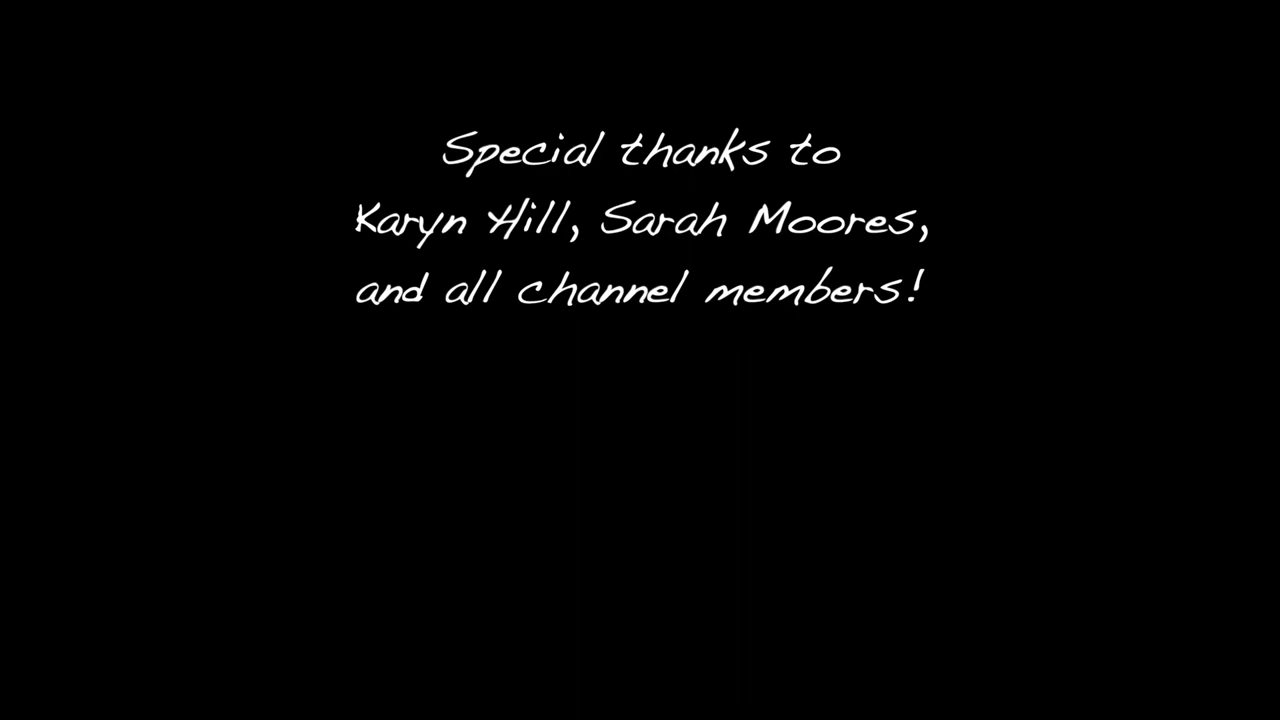 Special thanks to
Karyn Hill, Sarah Moores,
and all channel members!